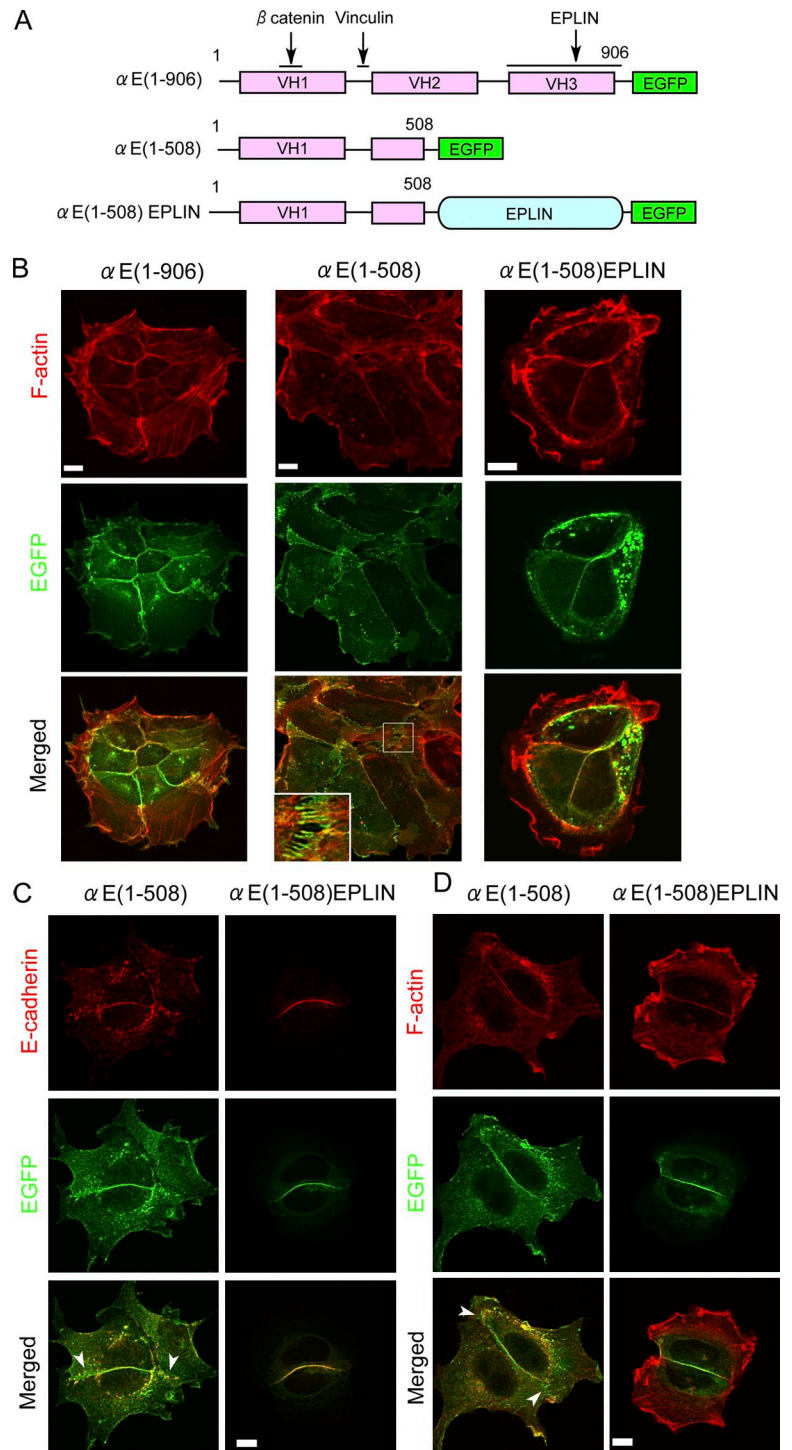 A
β catenin Vinculin EPLIN
1 906
αE(1-906) VH1 VH2 VH3 EGFP
1 508
αE(1-508) VH1 EGFP
1 508
αE(1-508) EPLIN VH1 EPLIN EGFP
B
αE(1-906) αE(1-508) αE(1-508)EPLIN
F-actin
EGFP
Merged
C
αE(1-508) αE(1-508)EPLIN
E-cadherin
EGFP
Merged
D
αE(1-508) αE(1-508)EPLIN
F-actin
EGFP
Merged